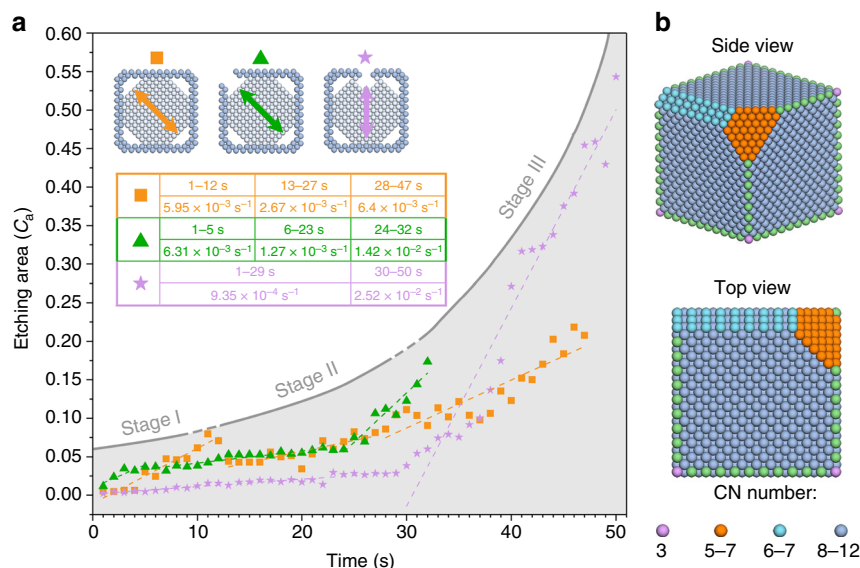 a
b
0.60
0.55
0.50
0.45
0.40
0.35
0.30
0.25
0.20
0.15
0.10
0.05
0.00
Etching area (Cₐ)
1–12 s 13–27 s 28–47 s
5.95 × 10⁻³ s⁻¹ 2.67 × 10⁻³ s⁻¹ 6.4 × 10⁻³ s⁻¹
1–5 s 6–23 s 24–32 s
6.31 × 10⁻³ s⁻¹ 1.27 × 10⁻³ s⁻¹ 1.42 × 10⁻² s⁻¹
1–29 s 30–50 s
9.35 × 10⁻⁴ s⁻¹ 2.52 × 10⁻² s⁻¹
Stage I
Stage II
Stage III
0 10 20 30 40 50
Time (s)
Side view
Top view
CN number:
3 5–7 6–7 8–12